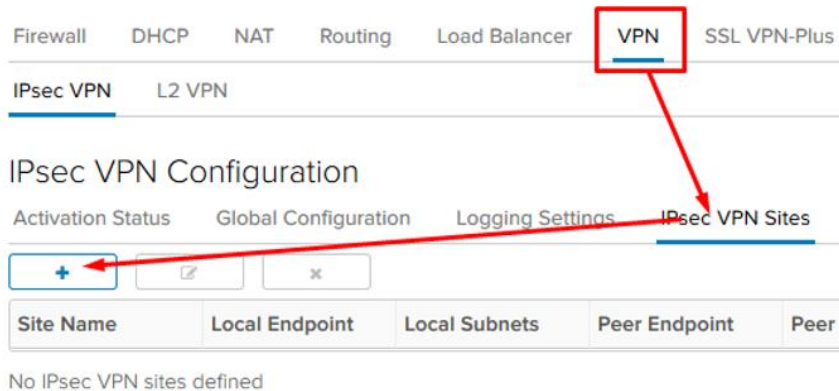 Firewall DHCP NAT Routing Load Balancer VPN SSL VPN-Plus
IPsec VPN L2 VPN
IPsec VPN Configuration
Activation Status Global Configuration Logging Settings IPsec VPN Sites
+
Site Name Local Endpoint Local Subnets Peer Endpoint Peer
No IPsec VPN sites defined